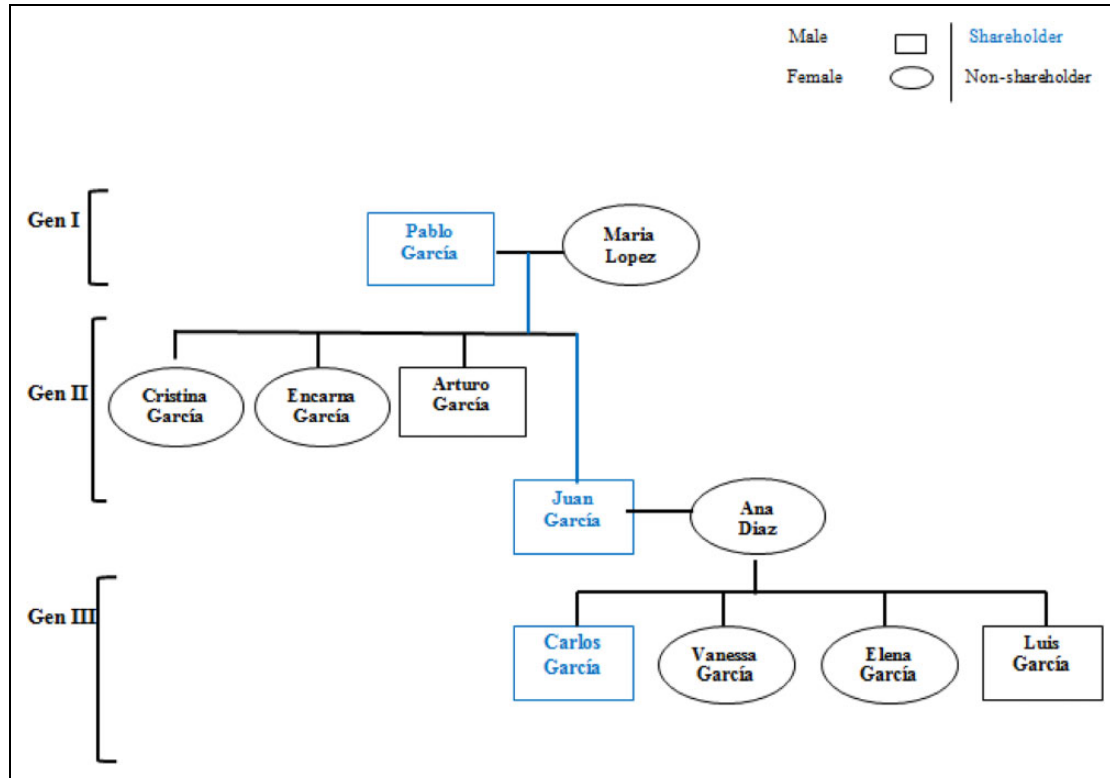 Male
Shareholder
Female
Non-shareholder
Gen I
Pablo
García
Maria
Lopez
Gen II
Cristina
García
Encarna
García
Arturo
García
Juan
García
Ana
Diaz
Gen III
Carlos
García
Vanessa
García
Elena
García
Luis
García